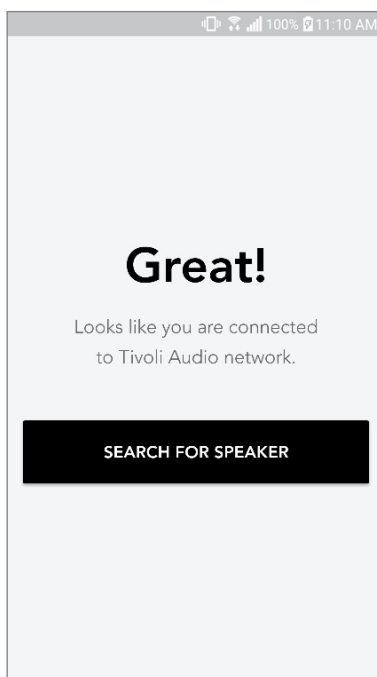 100% 11:10 AM
Great!
Looks like you are connected
to Tivoli Audio network.
SEARCH FOR SPEAKER